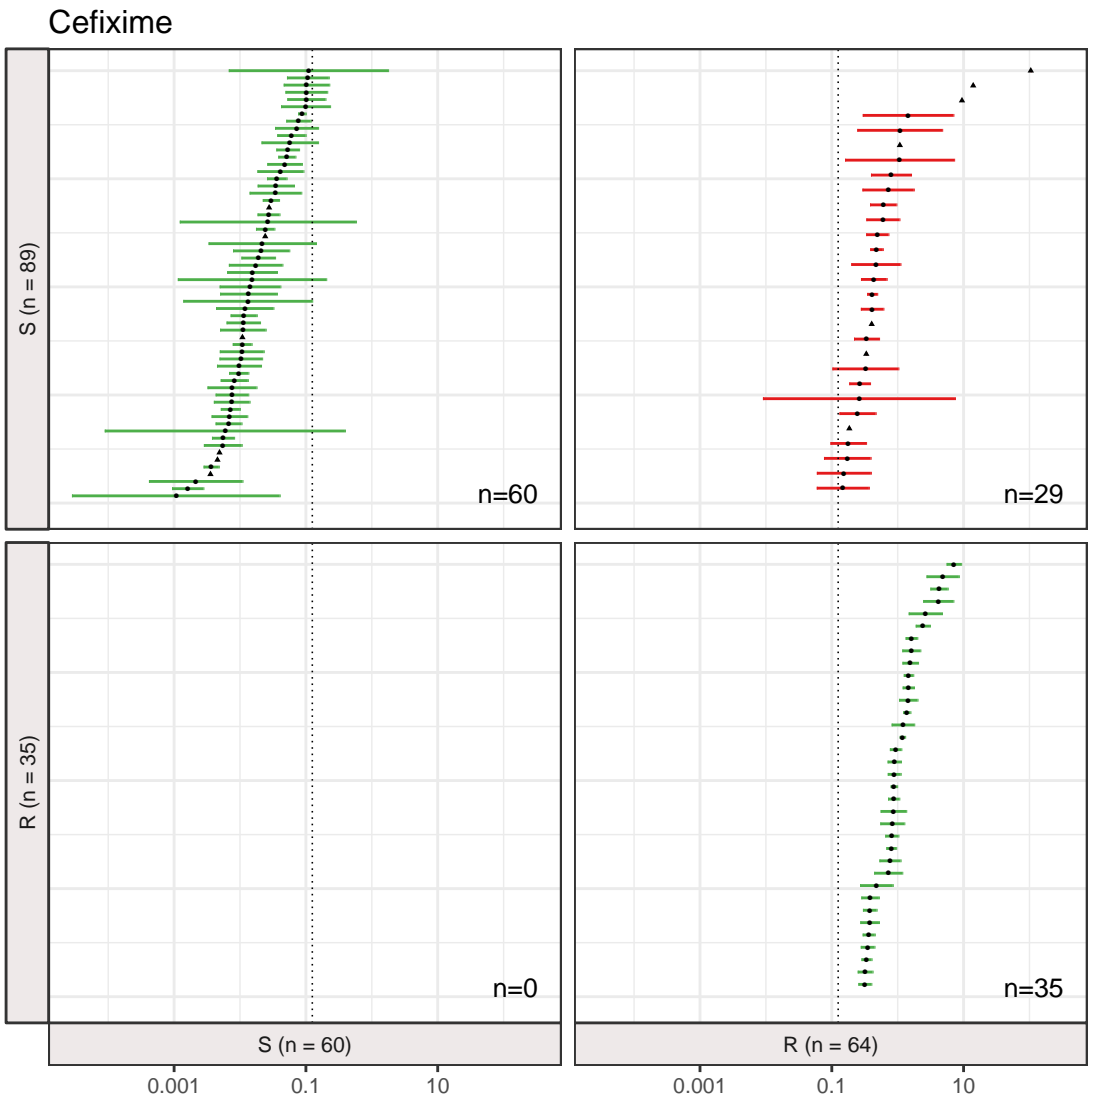 Cefixime
S (n = 89)
n=60
n=29
R (n = 35)
n=0
n=35
S (n = 60)
R (n = 64)
0.001
0.1
10
0.001
0.1
10